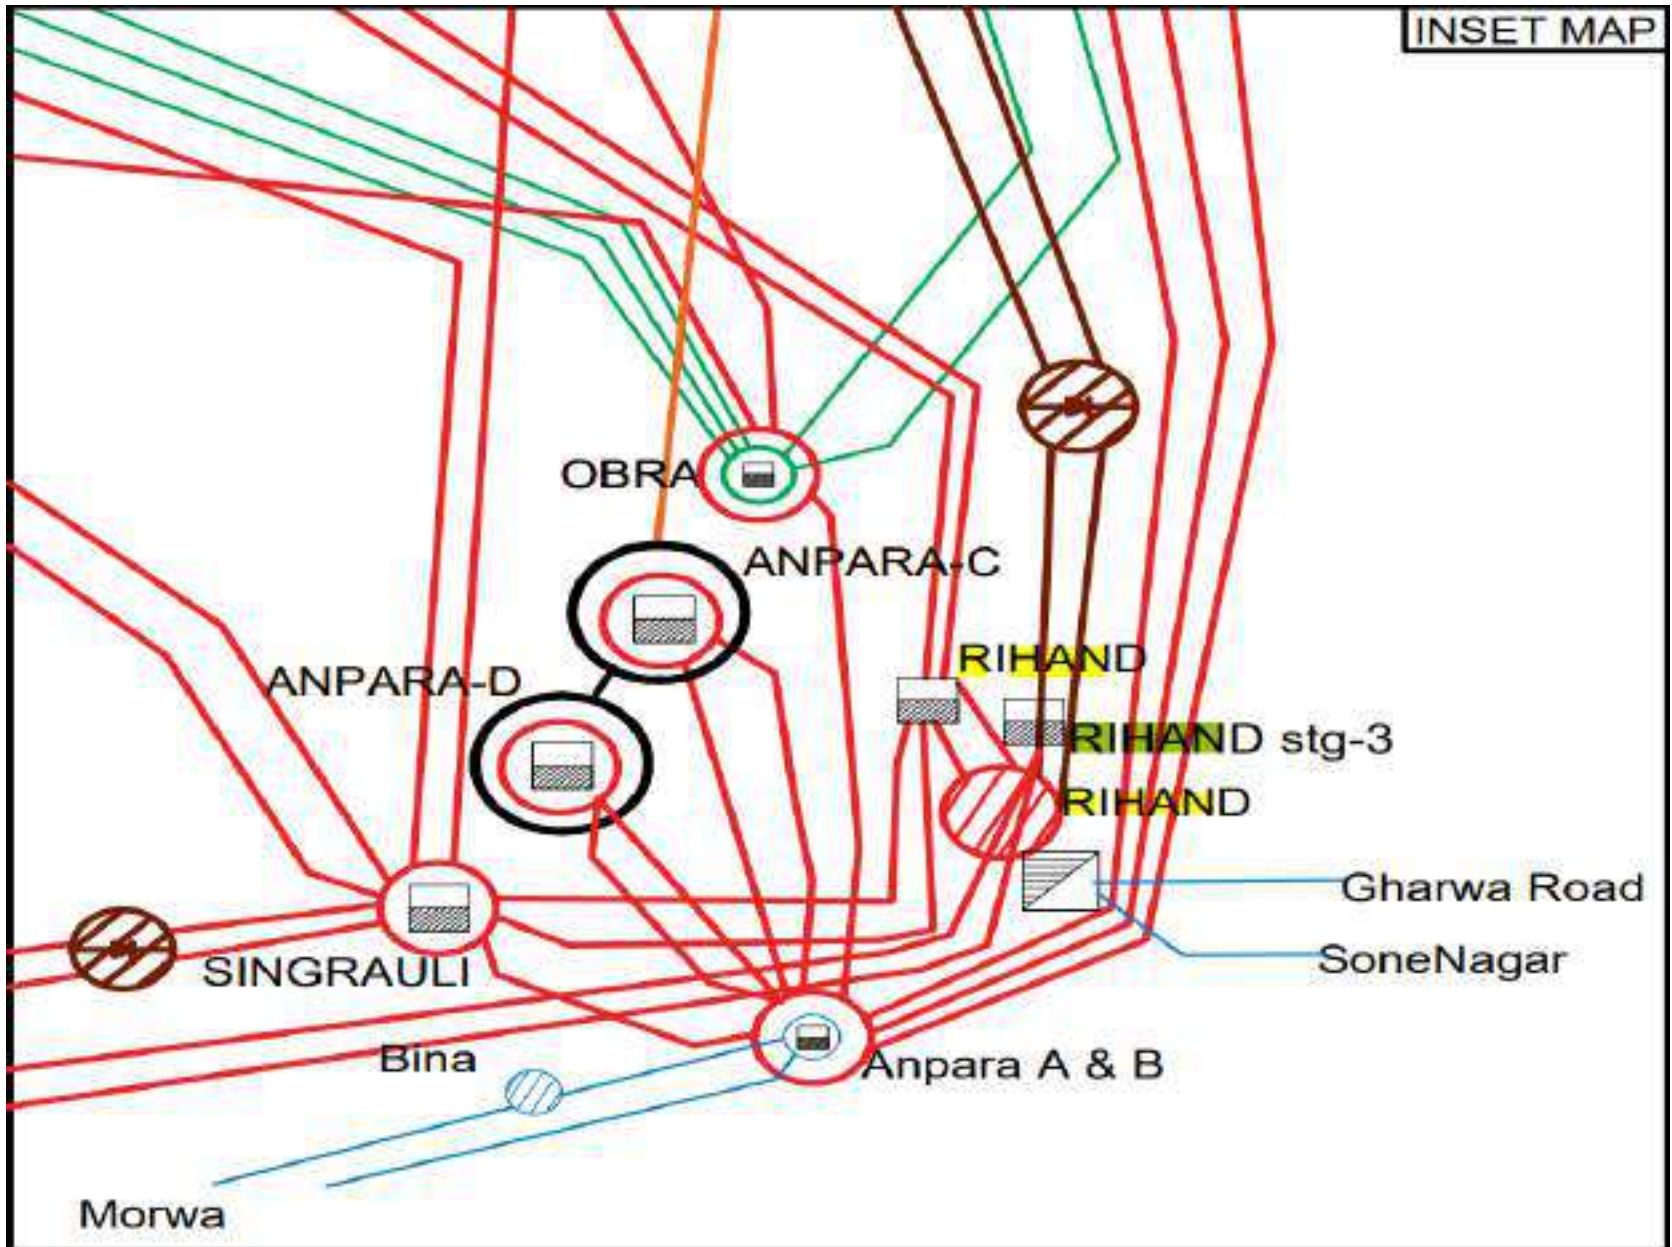 INSET MAP
OBRA
ANPARA-C
RIHAND
ANPARA-D
RIHAND stg-3
RIHAND
Gharwa Road
SoneNagar
SINGRAULI
Bina
Anpara A & B
Morwa